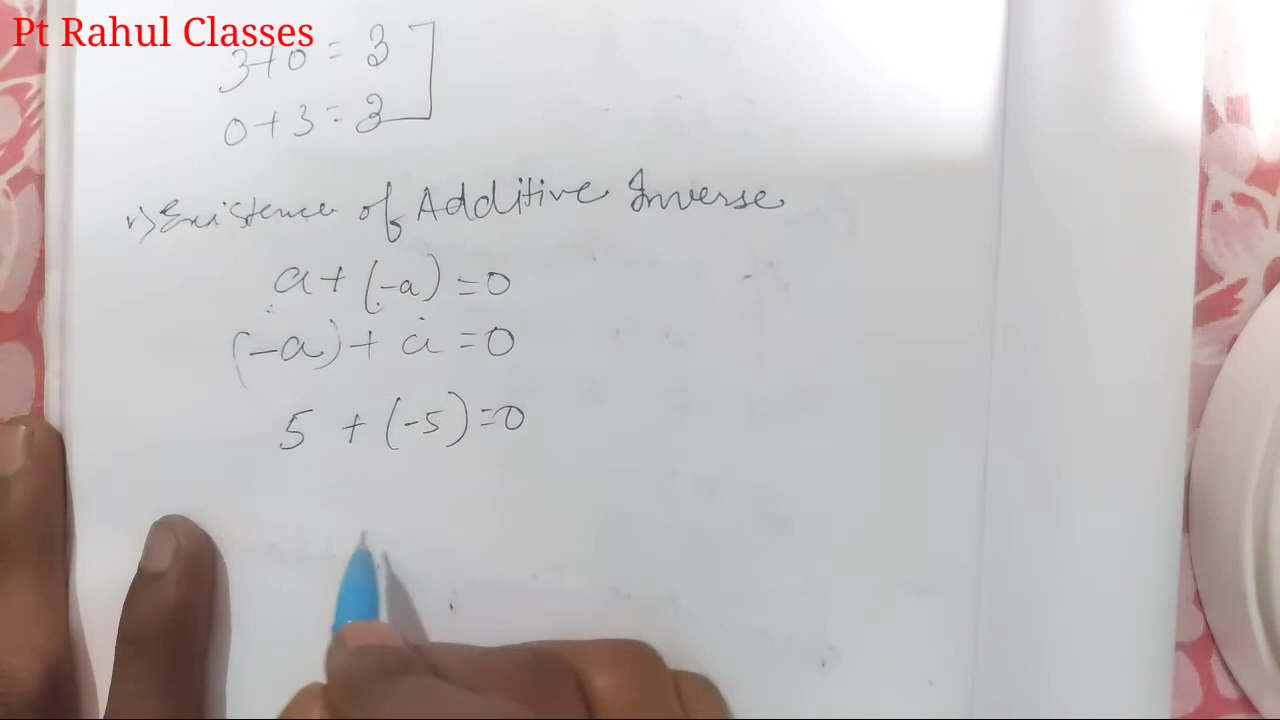 Pt Rahul Classes
3+0 = 3
0+3=3
v) Existence of Additive Inverse
a+(-a)=0
(-a)+a=0
5+(-5)=0